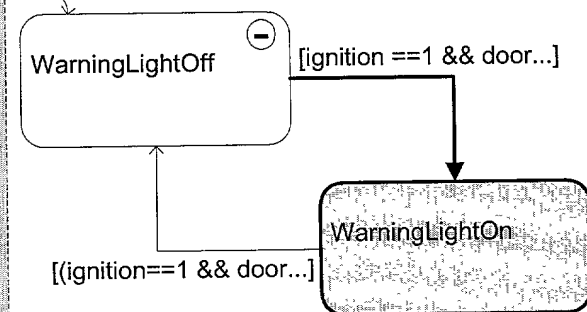 WarningLightOff
[ignition ==1 && door...]
WarningLightOn
[(ignition==1 && door...]